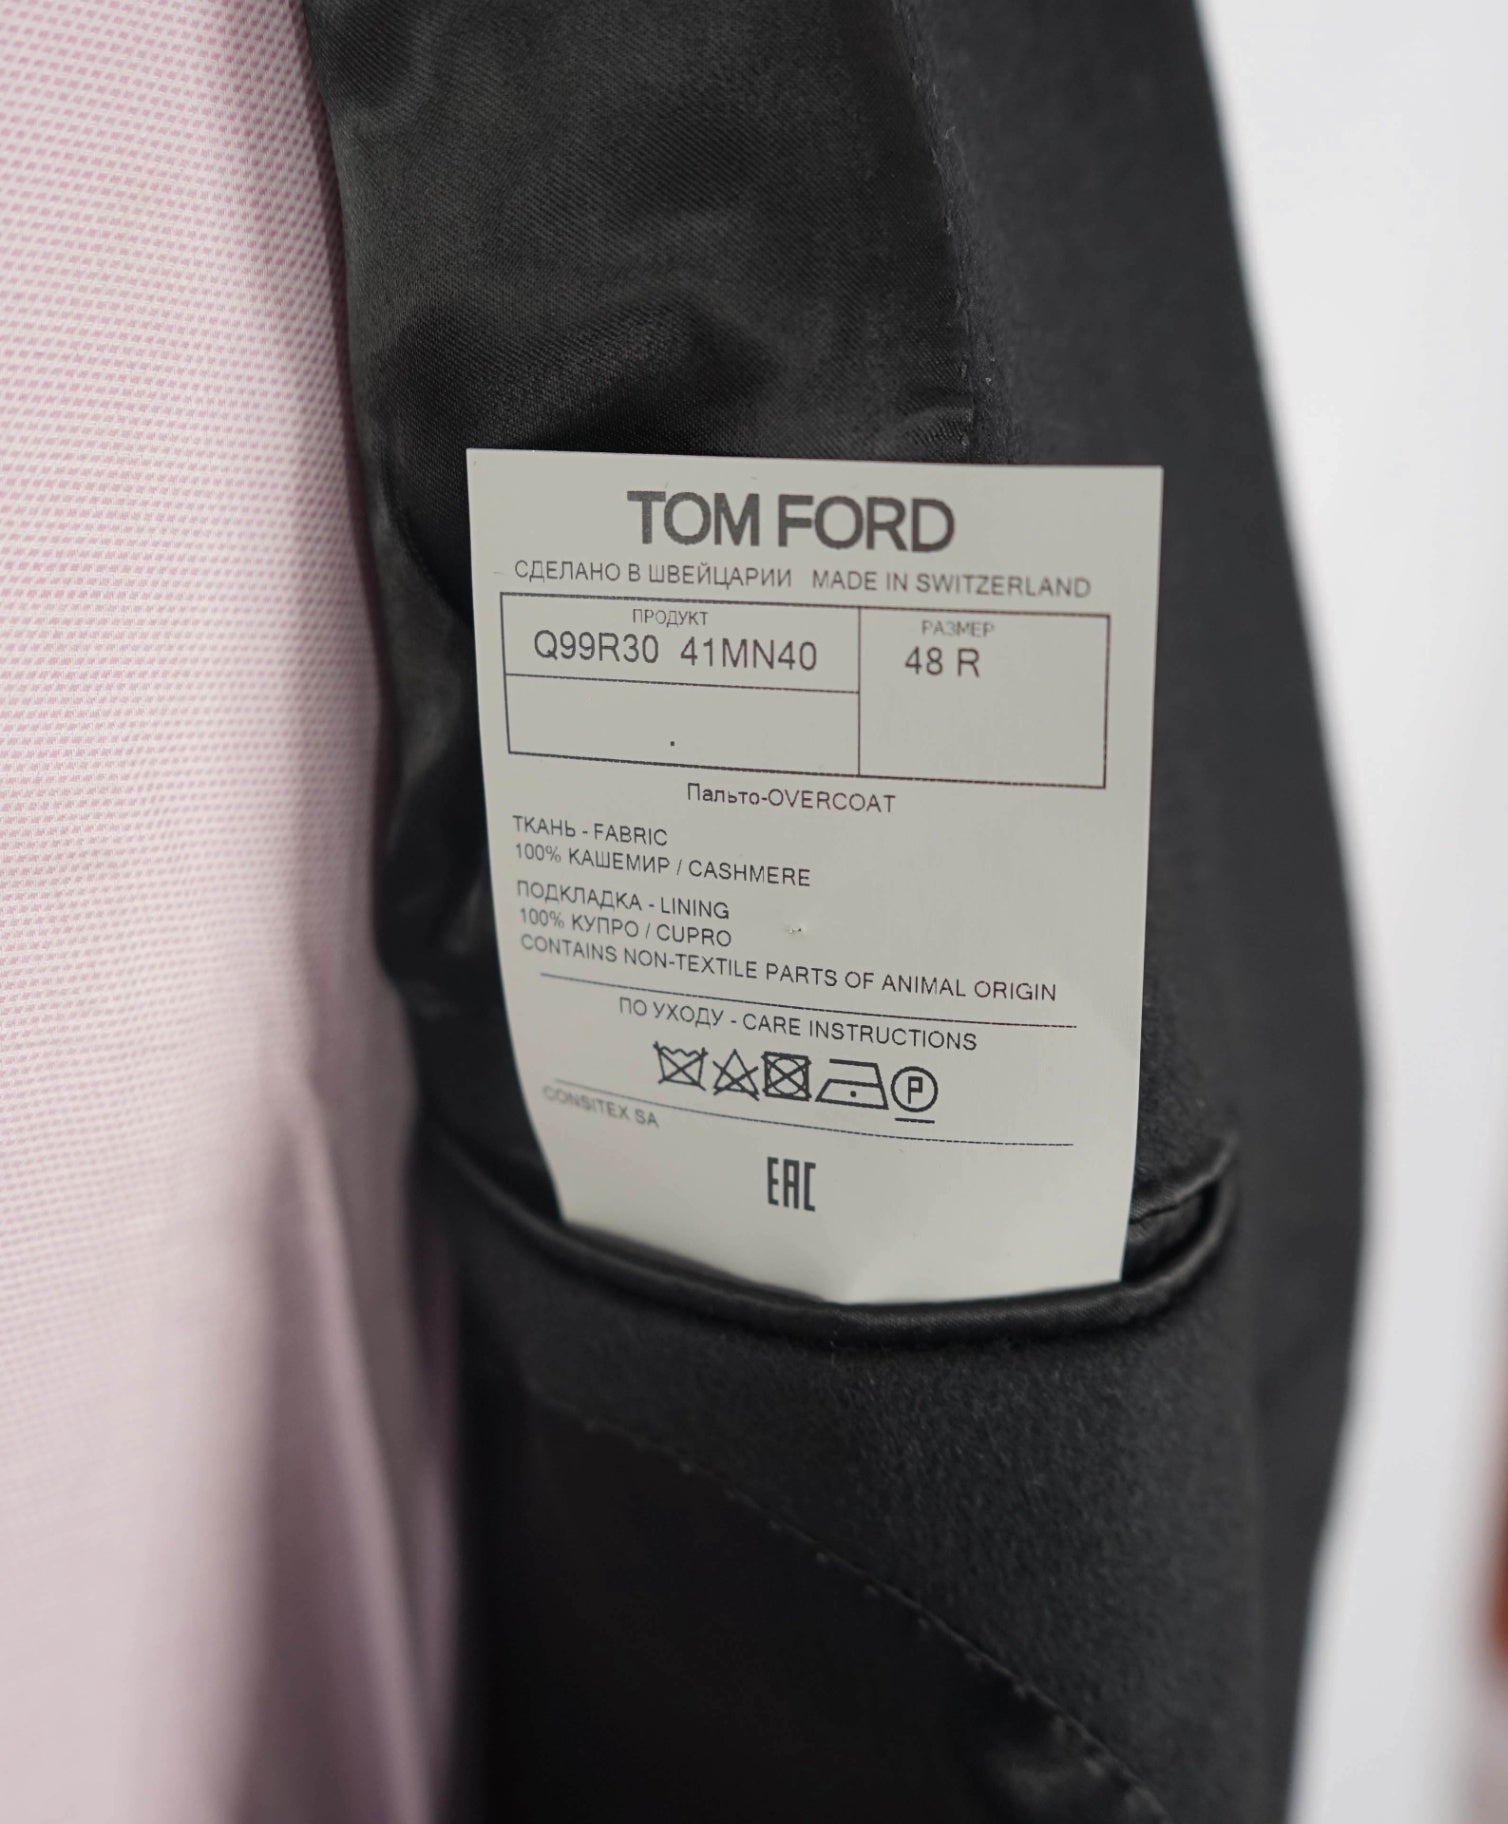 TOM FORD
СДЕЛАНО В ШВЕЙЦАРИИ MADE IN SWITZERLAND
ПРОДУКТ РАЗМЕР
Q99R30 41MN40 48 R
.
Пальто-OVERCOAT
ТКАНЬ - FABRIC
100% КАШЕМИР / CASHMERE
ПОДКЛАДКА - LINING
100% КУПРО / CUPRO
CONTAINS NON-TEXTILE PARTS OF ANIMAL ORIGIN
ПО УХОДУ - CARE INSTRUCTIONS
P
CONSITEX SA
EAC